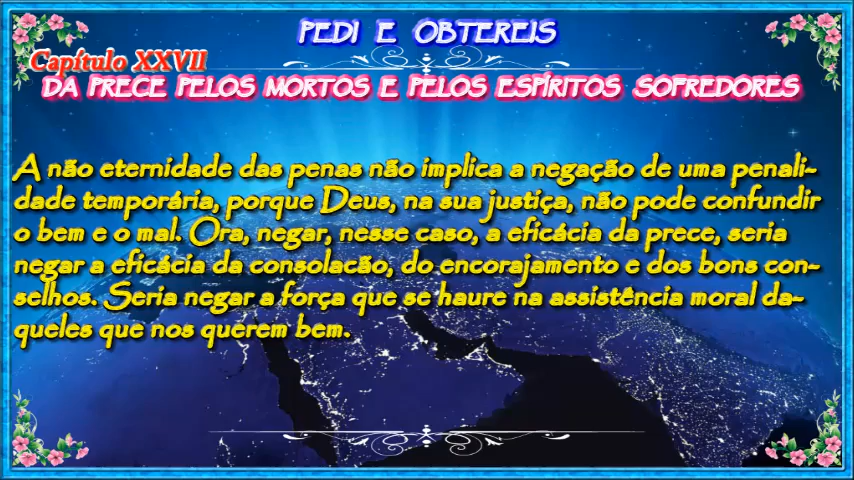 PEDI E OBTEREIS
Capítulo XXVII
DA PRECE PELOS MORTOS E PELOS ESPÍRITOS SOFREDORES
A não eternidade das penas não implica a negação de uma penali-
dade temporária, porque Deus, na sua justiça, não pode confundir
o bem e o mal. Ora, negar, nesse caso, a eficácia da prece, seria
negar a eficácia da consolacão, do encorajamento e dos bons con-
selhos. Seria negar a força que se haure na assistência moral da-
queles que nos querem bem.